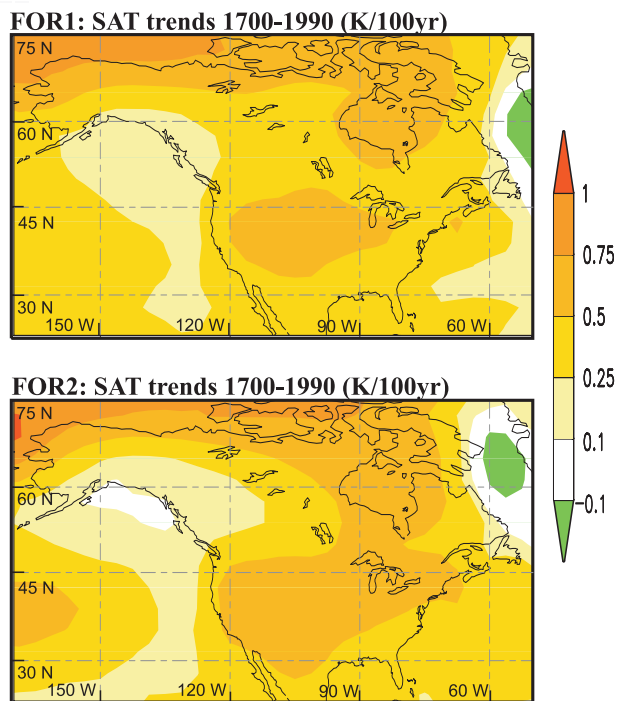 FOR1: SAT trends 1700-1990 (K/100yr)
75 N
60 N
45 N
30 N
150 W
120 W
90 W
60 W
FOR2: SAT trends 1700-1990 (K/100yr)
75 N
60 N
45 N
30 N
150 W
120 W
90 W
60 W
1
0.75
0.5
0.25
0.1
-0.1